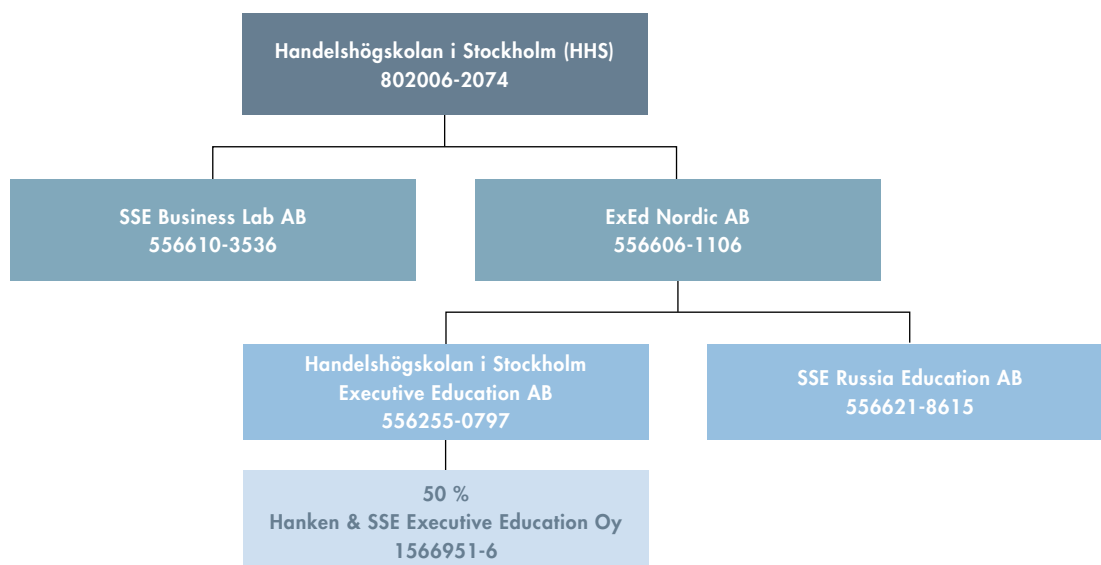 Handelshögskolan i Stockholm (HHS)
802006-2074
SSE Business Lab AB
556610-3536
ExEd Nordic AB
556606-1106
Handelshögskolan i Stockholm
Executive Education AB
556255-0797
SSE Russia Education AB
556621-8615
50 %
Hanken & SSE Executive Education Oy
1566951-6